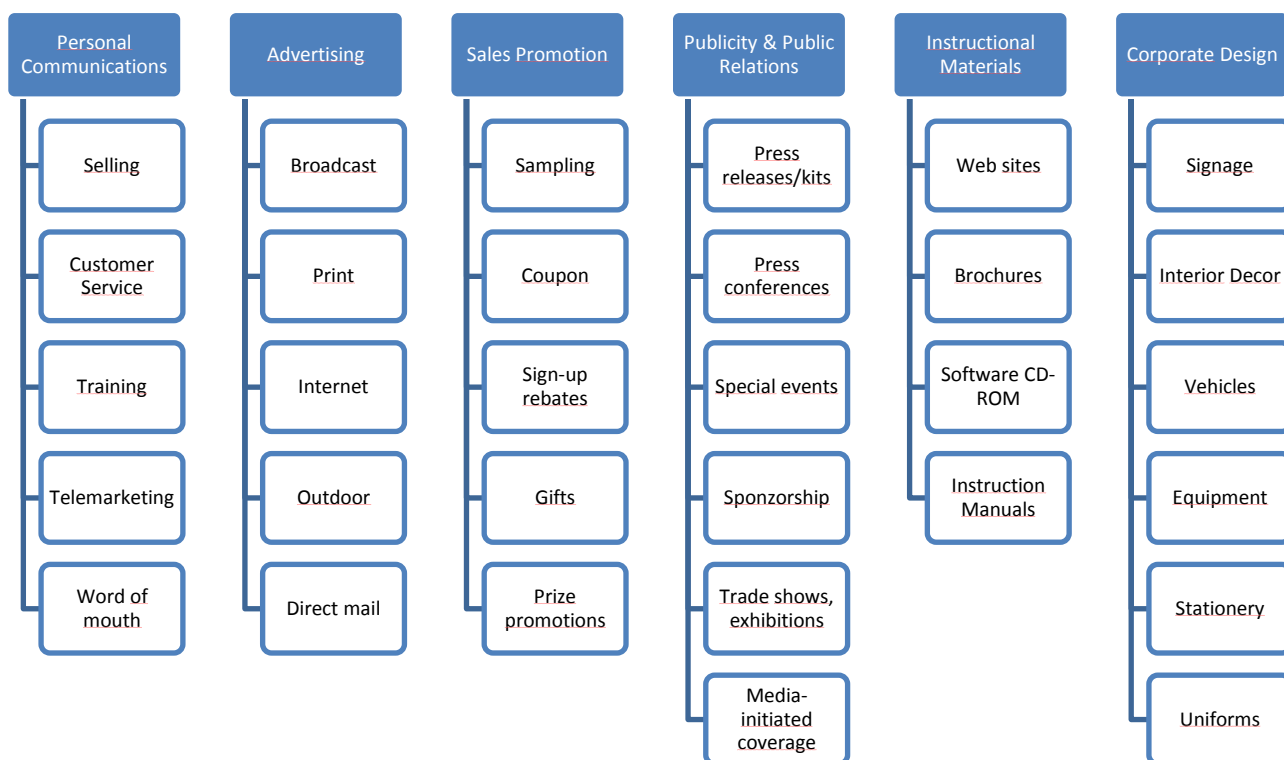 Personal
Communications
Selling
Customer
Service
Training
Telemarketing
Word of
mouth
Advertising
Broadcast
Print
Internet
Outdoor
Direct mail
Sales Promotion
Sampling
Coupon
Sign-up
rebates
Gifts
Prize
promotions
Publicity & Public
Relations
Press
releases/kits
Press
conferences
Special events
Sponzorship
Trade shows,
exhibitions
Media-
initiated
coverage
Instructional
Materials
Web sites
Brochures
Software CD-
ROM
Instruction
Manuals
Corporate Design
Signage
Interior Decor
Vehicles
Equipment
Stationery
Uniforms